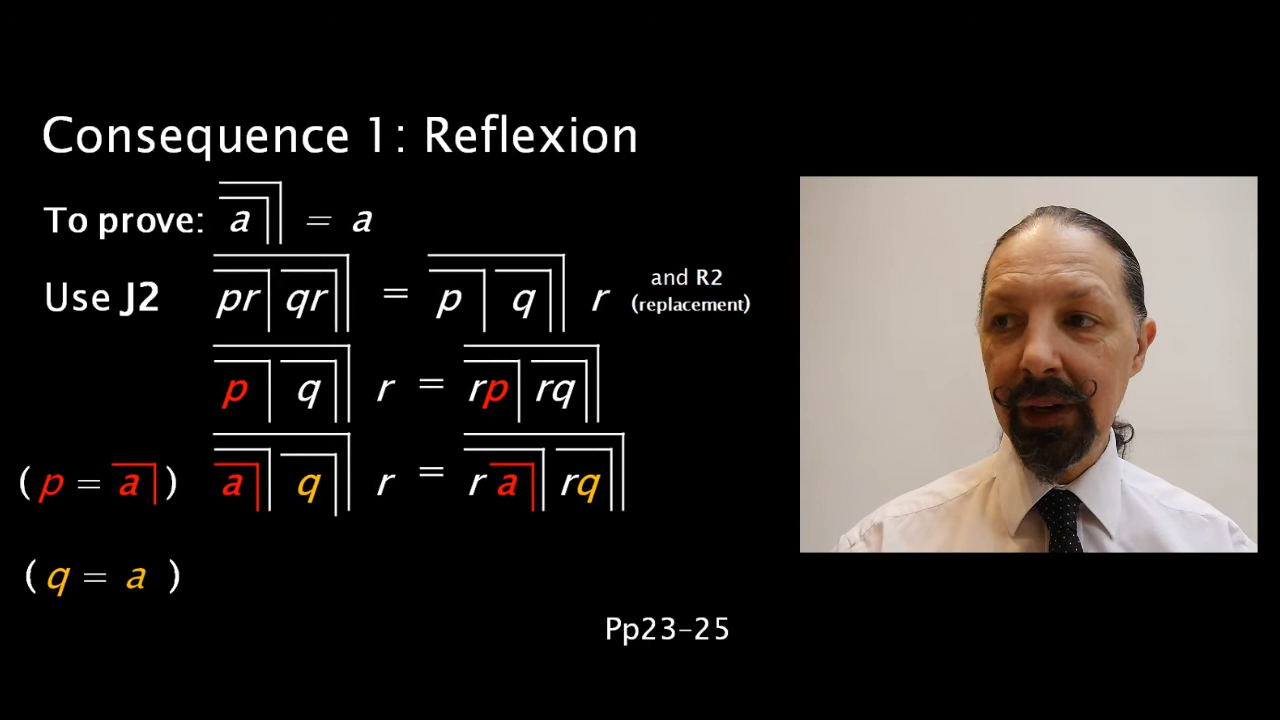 Consequence 1: Reflexion
To prove: a = a
Use J2 pr qr = p q r and R2
(replacement)
p q r = rp rq
(p = a) a q r = r a rq
(q = a)
Pp23-25